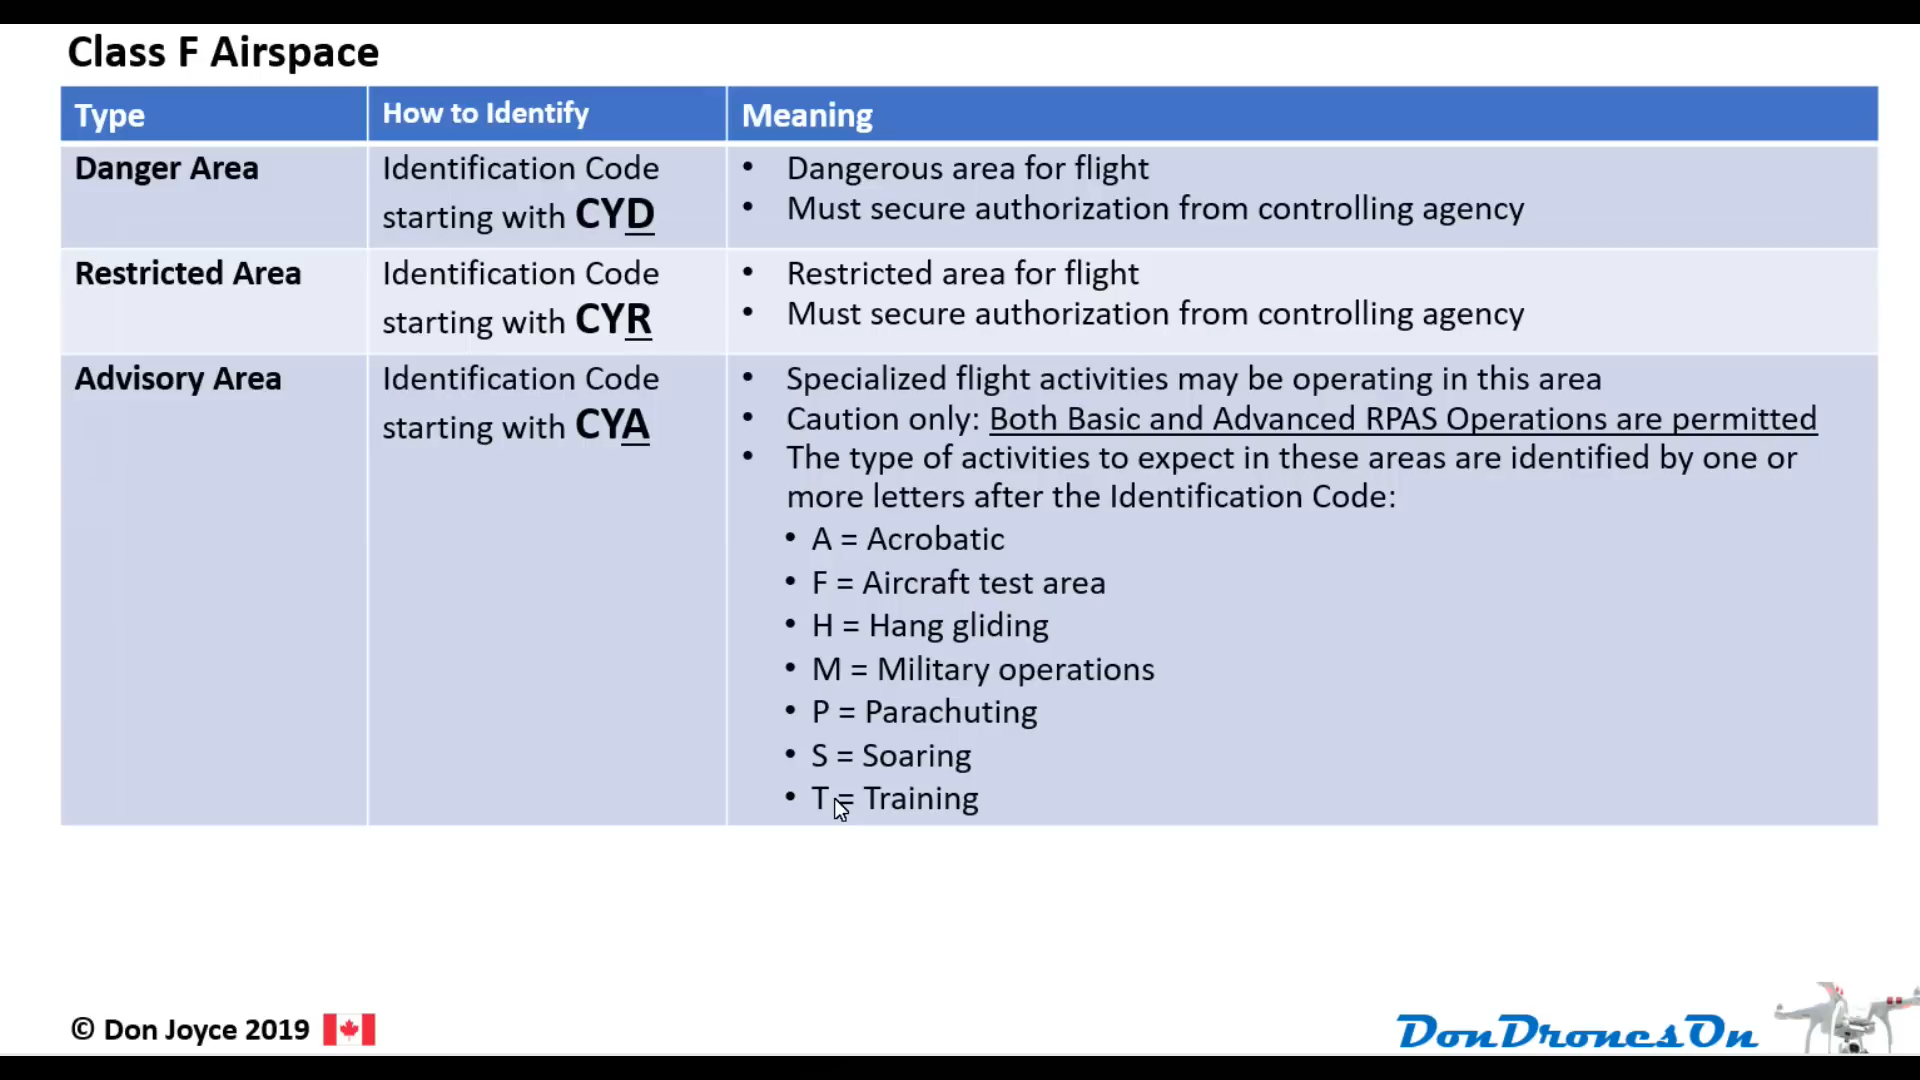 Class F Airspace
Type
How to Identify
Meaning
Danger Area
Identification Code
starting with CYD
• Dangerous area for flight
• Must secure authorization from controlling agency
Restricted Area
Identification Code
starting with CYR
• Restricted area for flight
• Must secure authorization from controlling agency
Advisory Area
Identification Code
starting with CYA
• Specialized flight activities may be operating in this area
• Caution only: Both Basic and Advanced RPAS Operations are permitted
• The type of activities to expect in these areas are identified by one or
more letters after the Identification Code:
• A = Acrobatic
• F = Aircraft test area
• H = Hang gliding
• M = Military operations
• P = Parachuting
• S = Soaring
• T = Training
© Don Joyce 2019
DonDronesOn